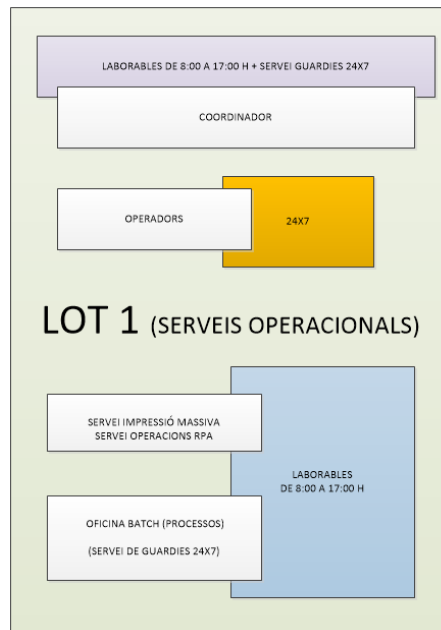 LABORABLES DE 8:00 A 17:00 H + SERVEI GUARDIES 24X7
COORDINADOR
OPERADORS
24X7
LOT 1 (SERVEIS OPERACIONALS)
SERVEI IMPRESSIÓ MASSIVA
SERVEI OPERACIONS RPA
LABORABLES
DE 8:00 A 17:00 H
OFICINA BATCH (PROCESSOS)
(SERVEI DE GUARDIES 24X7)